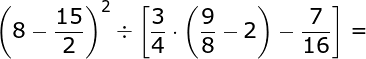 (8 − 15/2)² ÷ [3/4 · (9/8 − 2) − 7/16] =